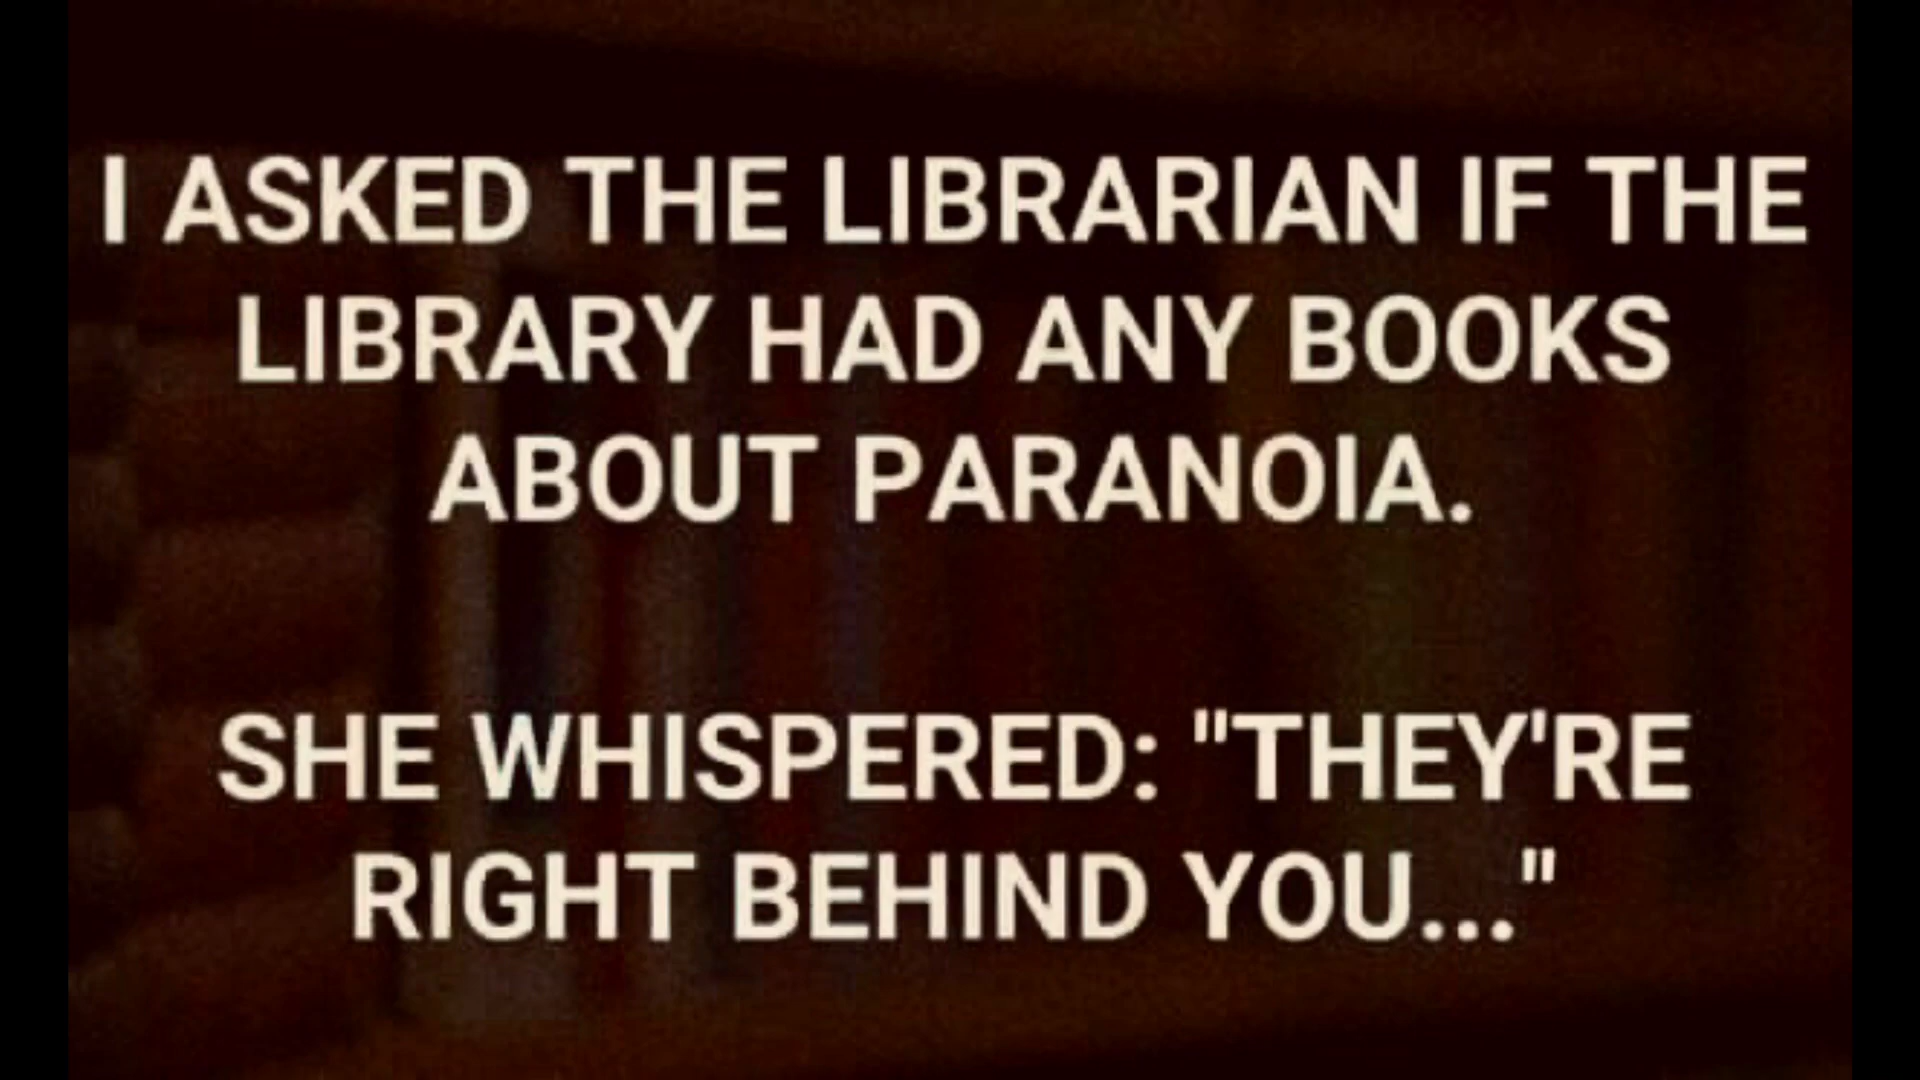 I ASKED THE LIBRARIAN IF THE
LIBRARY HAD ANY BOOKS
ABOUT PARANOIA.
SHE WHISPERED: "THEY'RE
RIGHT BEHIND YOU..."